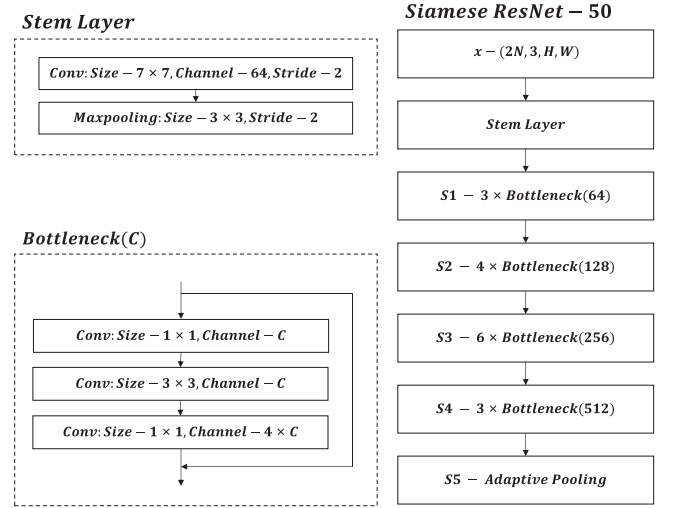 Stem Layer
Conv: Size − 7 × 7, Channel − 64, Stride − 2
Maxpooling: Size − 3 × 3, Stride − 2
Bottleneck(C)
Conv: Size − 1 × 1, Channel − C
Conv: Size − 3 × 3, Channel − C
Conv: Size − 1 × 1, Channel − 4 × C
Siamese ResNet − 50
x − (2N, 3, H, W)
Stem Layer
S1 − 3 × Bottleneck(64)
S2 − 4 × Bottleneck(128)
S3 − 6 × Bottleneck(256)
S4 − 3 × Bottleneck(512)
S5 − Adaptive Pooling